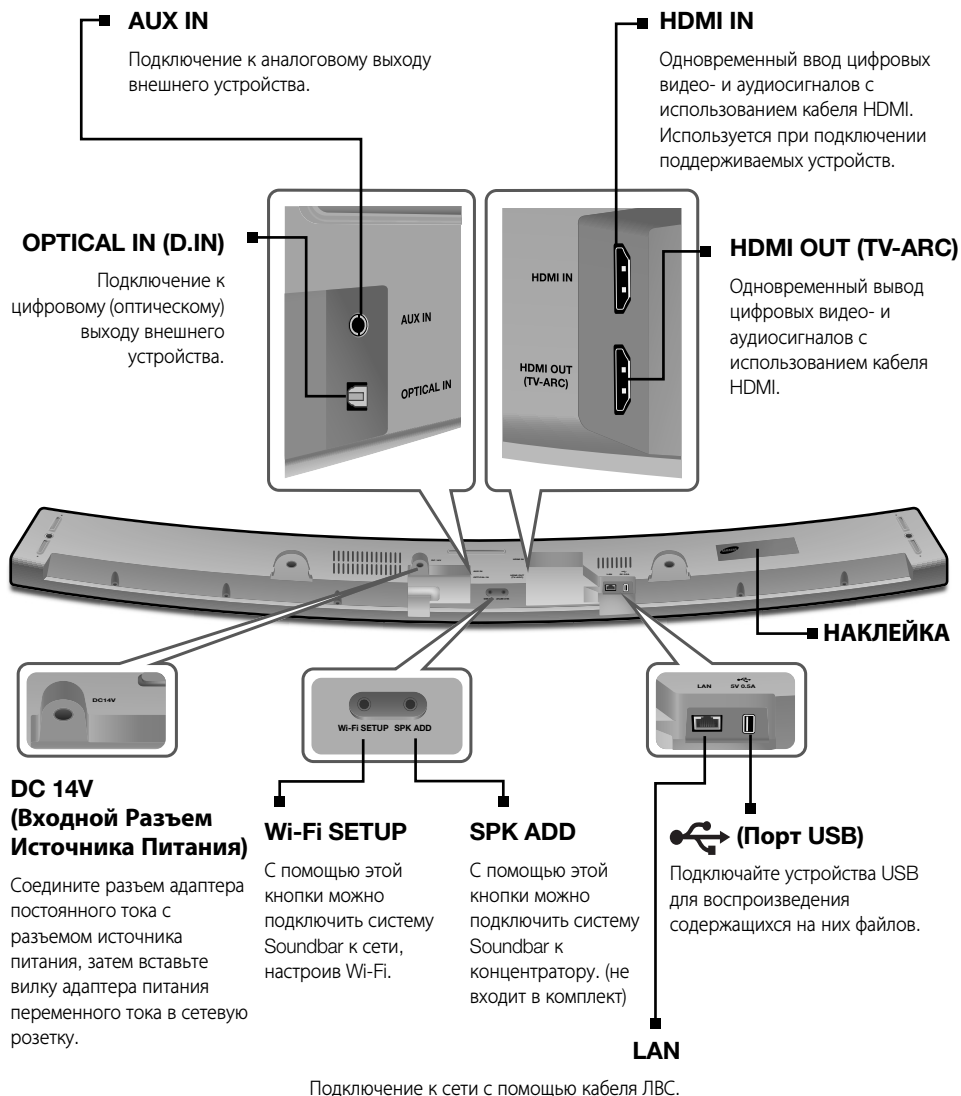 AUX IN
Подключение к аналоговому выходу
внешнего устройства.
HDMI IN
Одновременный ввод цифровых
видео- и аудиосигналов с
использованием кабеля HDMI.
Используется при подключении
поддерживаемых устройств.
OPTICAL IN (D.IN)
Подключение к
цифровому (оптическому)
выходу внешнего
устройства.
AUX IN
OPTICAL IN
HDMI IN
HDMI OUT
(TV-ARC)
HDMI OUT (TV-ARC)
Одновременный вывод
цифровых видео- и
аудиосигналов с
использованием кабеля
HDMI.
НАКЛЕЙКА
DC14V
Wi-Fi SETUP SPK ADD
LAN 5V 0.5A
DC 14V
(Входной Разъем
Источника Питания)
Соедините разъем адаптера
постоянного тока с
разъемом источника
питания, затем вставьте
вилку адаптера питания
переменного тока в сетевую
розетку.
Wi-Fi SETUP
С помощью этой
кнопки можно
подключить систему
Soundbar к сети,
настроив Wi-Fi.
SPK ADD
С помощью этой
кнопки можно
подключить систему
Soundbar к
концентратору. (не
входит в комплект)
(Порт USB)
Подключайте устройства USB
для воспроизведения
содержащихся на них файлов.
LAN
Подключение к сети с помощью кабеля ЛВС.